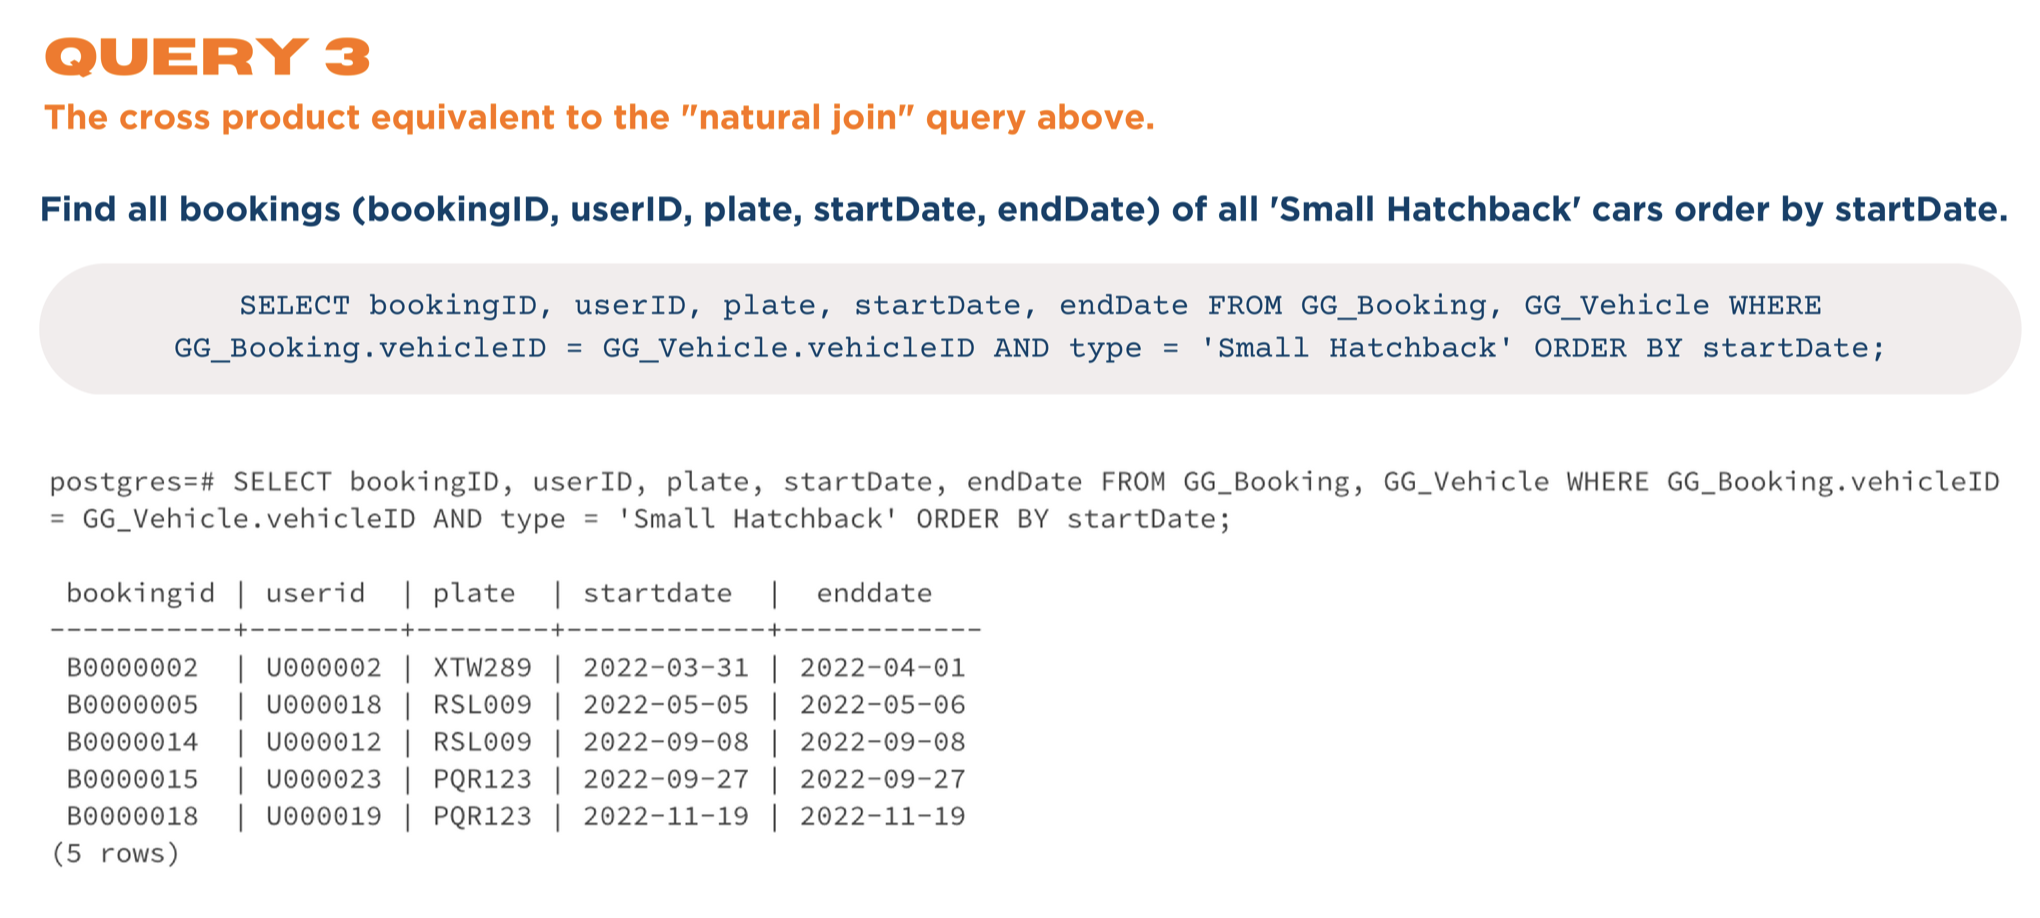 QUERY 3
The cross product equivalent to the "natural join" query above.
Find all bookings (bookingID, userID, plate, startDate, endDate) of all 'Small Hatchback' cars order by startDate.
SELECT bookingID, userID, plate, startDate, endDate FROM GG_Booking, GG_Vehicle WHERE
GG_Booking.vehicleID = GG_Vehicle.vehicleID AND type = 'Small Hatchback' ORDER BY startDate;
postgres=# SELECT bookingID, userID, plate, startDate, endDate FROM GG_Booking, GG_Vehicle WHERE GG_Booking.vehicleID
= GG_Vehicle.vehicleID AND type = 'Small Hatchback' ORDER BY startDate;
bookingid | userid | plate | startdate | enddate
-----------+---------+--------+------------+------------
B0000002 | U000002 | XTW289 | 2022-03-31 | 2022-04-01
B0000005 | U000018 | RSL009 | 2022-05-05 | 2022-05-06
B0000014 | U000012 | RSL009 | 2022-09-08 | 2022-09-08
B0000015 | U000023 | PQR123 | 2022-09-27 | 2022-09-27
B0000018 | U000019 | PQR123 | 2022-11-19 | 2022-11-19
(5 rows)